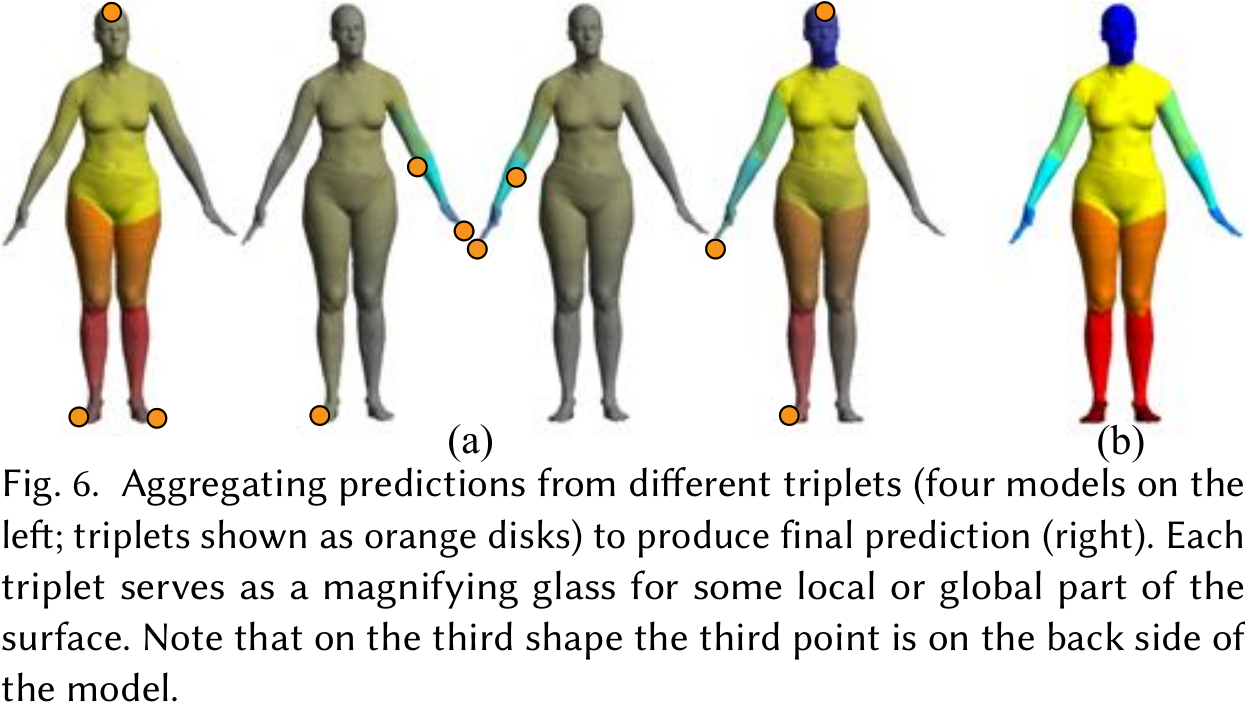 (a) (b)
Fig. 6. Aggregating predictions from different triplets (four models on the
left; triplets shown as orange disks) to produce final prediction (right). Each
triplet serves as a magnifying glass for some local or global part of the
surface. Note that on the third shape the third point is on the back side of
the model.